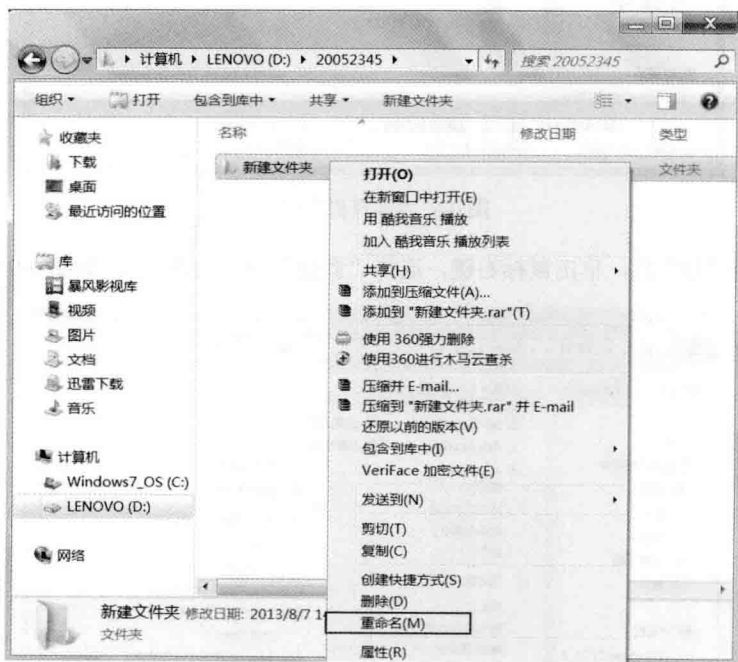 计算机 ▸ LENOVO (D:) ▸ 20052345 ▸
搜索 20052345
组织
打开
包含到库中
共享
新建文件夹
收藏夹
下载
桌面
最近访问的位置
库
暴风影视库
视频
图片
文档
迅雷下载
音乐
计算机
Windows7_OS (C:)
LENOVO (D:)
网络
名称
修改日期
类型
新建文件夹
文件夹
打开(O)
在新窗口中打开(E)
用 酷我音乐 播放
加入 酷我音乐 播放列表
共享(H)
添加到压缩文件(A)...
添加到 "新建文件夹.rar"(T)
使用 360强力删除
使用360进行木马云查杀
压缩并 E-mail...
压缩到 "新建文件夹.rar" 并 E-mail
还原以前的版本(V)
包含到库中(I)
VeriFace 加密文件(E)
发送到(N)
剪切(T)
复制(C)
创建快捷方式(S)
删除(D)
重命名(M)
属性(R)
新建文件夹 修改日期: 2013/8/7
文件夹